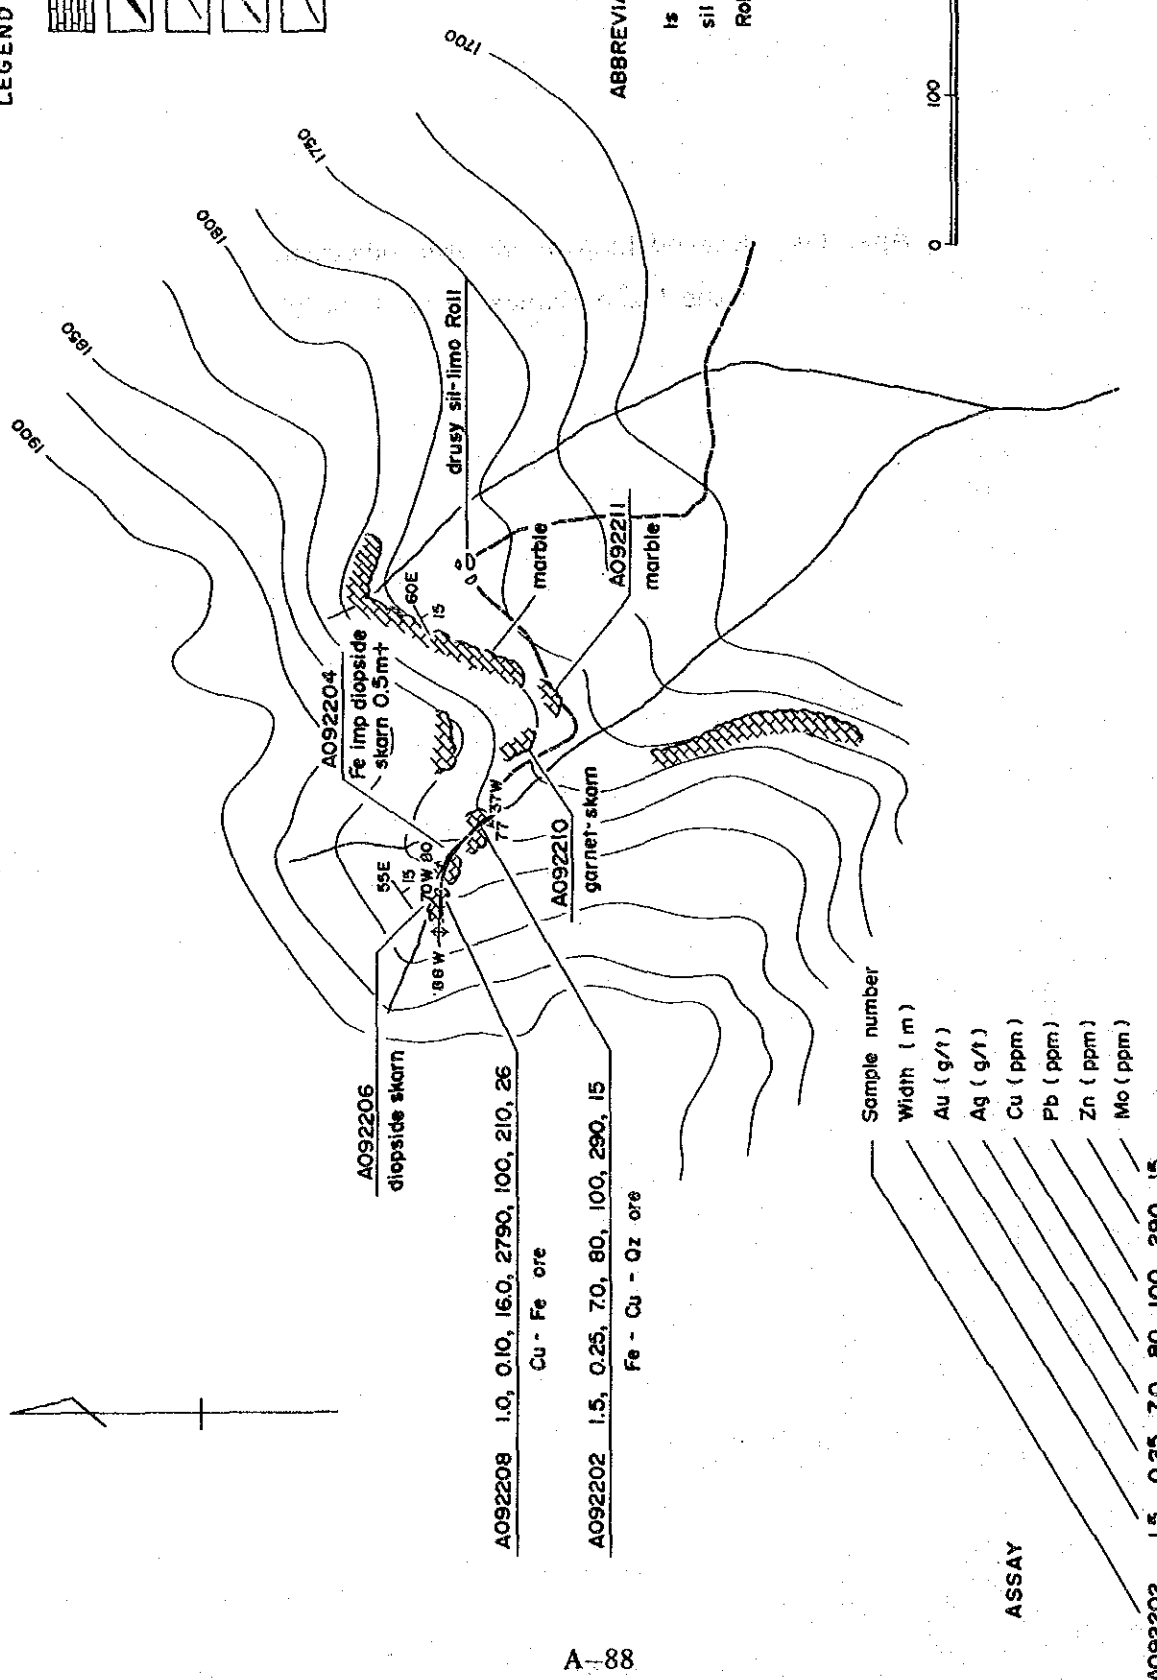 LEGEND
1900
1850
1800
1750
1700
ABBREVIA
ls
sil
Rol
0 100
A092204
Fe imp diopside
skarn 0.5m+
drusy sil-limo Roll
60E
15
marble
A092211
marble
55E
15
70W 80
88W
77 37W
A092210
garnet-skarn
A092206
diopside skarn
A092208 1.0, 0.10, 16.0, 2790, 100, 210, 26
Cu - Fe ore
A092202 1.5, 0.25, 7.0, 80, 100, 290, 15
Fe - Cu - Qz ore
Sample number
Width (m)
Au (g/t)
Ag (g/t)
Cu (ppm)
Pb (ppm)
Zn (ppm)
Mo (ppm)
ASSAY
A092202 1.5 0.25 7.0 80 100 290 15
A-88